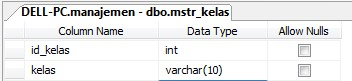 DELL-PC.manajemen - dbo.mstr_kelas
Column Name Data Type Allow Nulls
id_kelas int
kelas varchar(10)